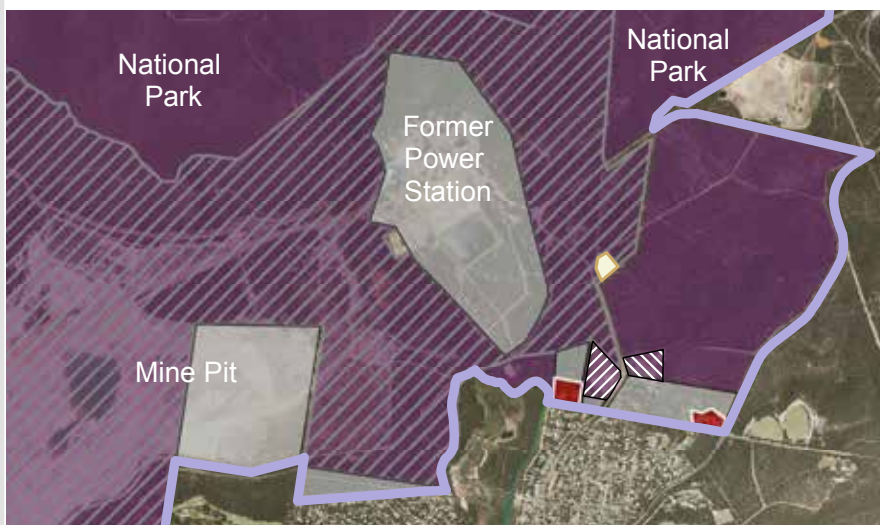 National
Park
National
Park
Former
Power
Station
Mine Pit